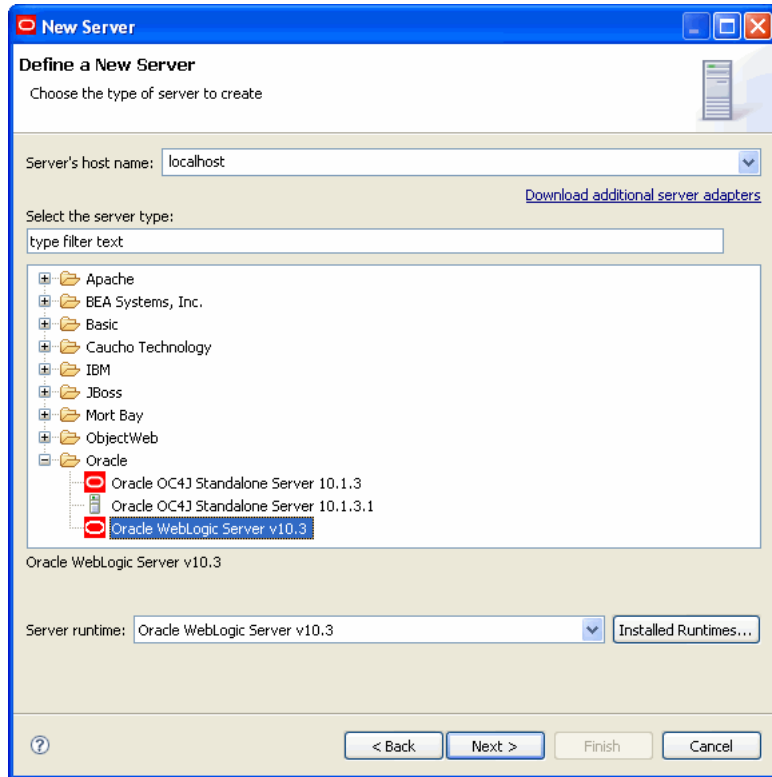 New Server
Define a New Server
Choose the type of server to create
Server's host name: localhost
Download additional server adapters
Select the server type:
type filter text
Apache
BEA Systems, Inc.
Basic
Caucho Technology
IBM
JBoss
Mort Bay
ObjectWeb
Oracle
Oracle OC4J Standalone Server 10.1.3
Oracle OC4J Standalone Server 10.1.3.1
Oracle WebLogic Server v10.3
Oracle WebLogic Server v10.3
Server runtime: Oracle WebLogic Server v10.3 Installed Runtimes...
? < Back Next > Finish Cancel